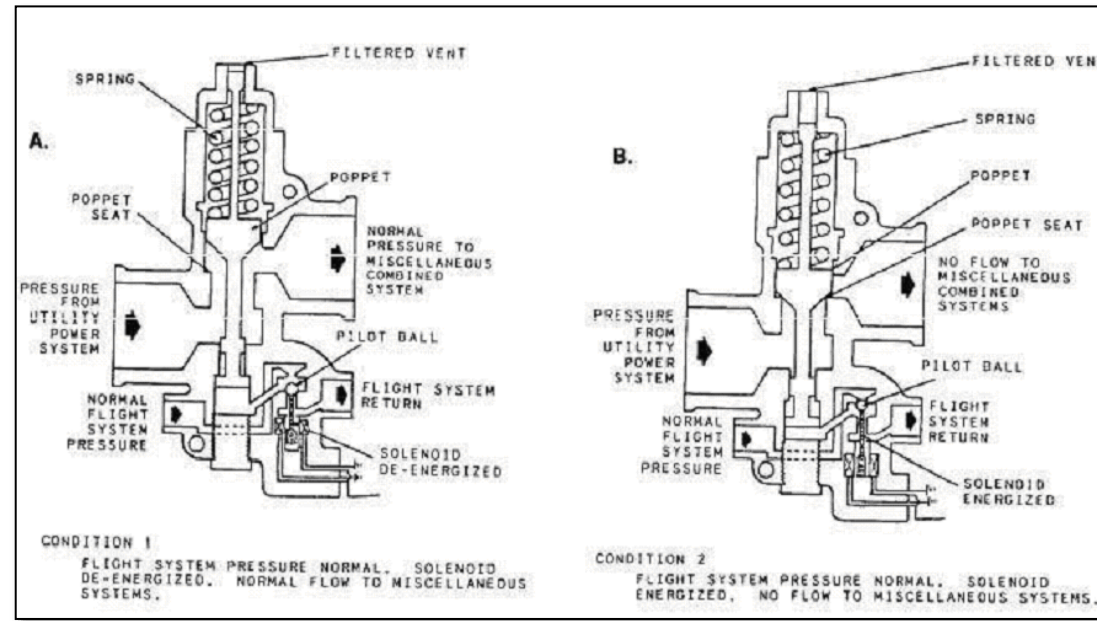 FILTERED VENT
SPRING
A.
POPPET
POPPET
SEAT
NORMAL
PRESSURE TO
MISCELLANEOUS
COMBINED
SYSTEM
PRESSURE
FROM
UTILITY
POWER
SYSTEM
PILOT BALL
NORMAL
FLIGHT
SYSTEM
PRESSURE
FLIGHT SYSTEM
RETURN
SOLENOID
DE-ENERGIZED
CONDITION 1
FLIGHT SYSTEM PRESSURE NORMAL. SOLENOID
DE-ENERGIZED. NORMAL FLOW TO MISCELLANEOUS
SYSTEMS.
FILTERED VEN
SPRING
B.
POPPET
POPPET SEAT
NO FLOW TO
MISCELLANEOUS
COMBINED
SYSTEMS
PRESSURE
FROM
UTILITY
POWER
SYSTEM
PILOT BALL
NORMAL
FLIGHT
SYSTEM
PRESSURE
FLIGHT
SYSTEM
RETURN
SOLENOID
ENERGIZED
CONDITION 2
FLIGHT SYSTEM PRESSURE NORMAL. SOLENOID
ENERGIZED. NO FLOW TO MISCELLANEOUS SYSTEMS.